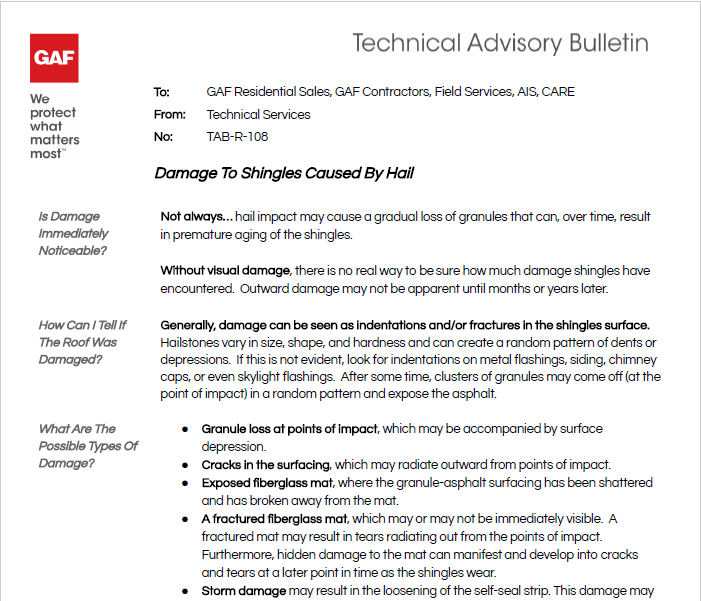 Technical Advisory Bulletin
GAF
We
protect
what
matters
most™
To: GAF Residential Sales, GAF Contractors, Field Services, AIS, CARE
From: Technical Services
No: TAB-R-108
Damage To Shingles Caused By Hail
Is Damage
Immediately
Noticeable?
Not always… hail impact may cause a gradual loss of granules that can, over time, result
in premature aging of the shingles.
Without visual damage, there is no real way to be sure how much damage shingles have
encountered. Outward damage may not be apparent until months or years later.
How Can I Tell If
The Roof Was
Damaged?
Generally, damage can be seen as indentations and/or fractures in the shingles surface.
Hailstones vary in size, shape, and hardness and can create a random pattern of dents or
depressions. If this is not evident, look for indentations on metal flashings, siding, chimney
caps, or even skylight flashings. After some time, clusters of granules may come off (at the
point of impact) in a random pattern and expose the asphalt.
What Are The
Possible Types Of
Damage?
● Granule loss at points of impact, which may be accompanied by surface
depression.
● Cracks in the surfacing, which may radiate outward from points of impact.
● Exposed fiberglass mat, where the granule-asphalt surfacing has been shattered
and has broken away from the mat.
● A fractured fiberglass mat, which may or may not be immediately visible. A
fractured mat may result in tears radiating out from the points of impact.
Furthermore, hidden damage to the mat can manifest and develop into cracks
and tears at a later point in time as the shingles wear.
● Storm damage may result in the loosening of the self-seal strip. This damage may